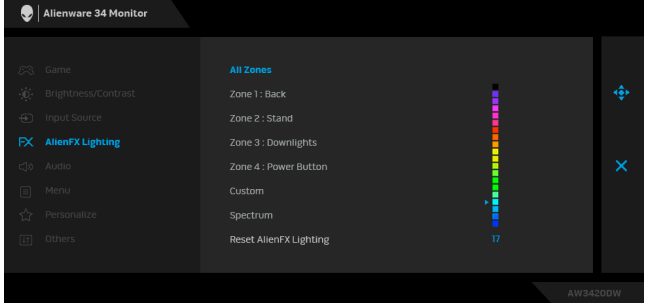 Alienware 34 Monitor
Game
Brightness/Contrast
Input Source
FX AlienFX Lighting
Audio
Menu
Personalize
Others
All Zones
Zone 1 : Back
Zone 2 : Stand
Zone 3 : Downlights
Zone 4 : Power Button
Custom
Spectrum
Reset AlienFX Lighting
17
AW3420DW